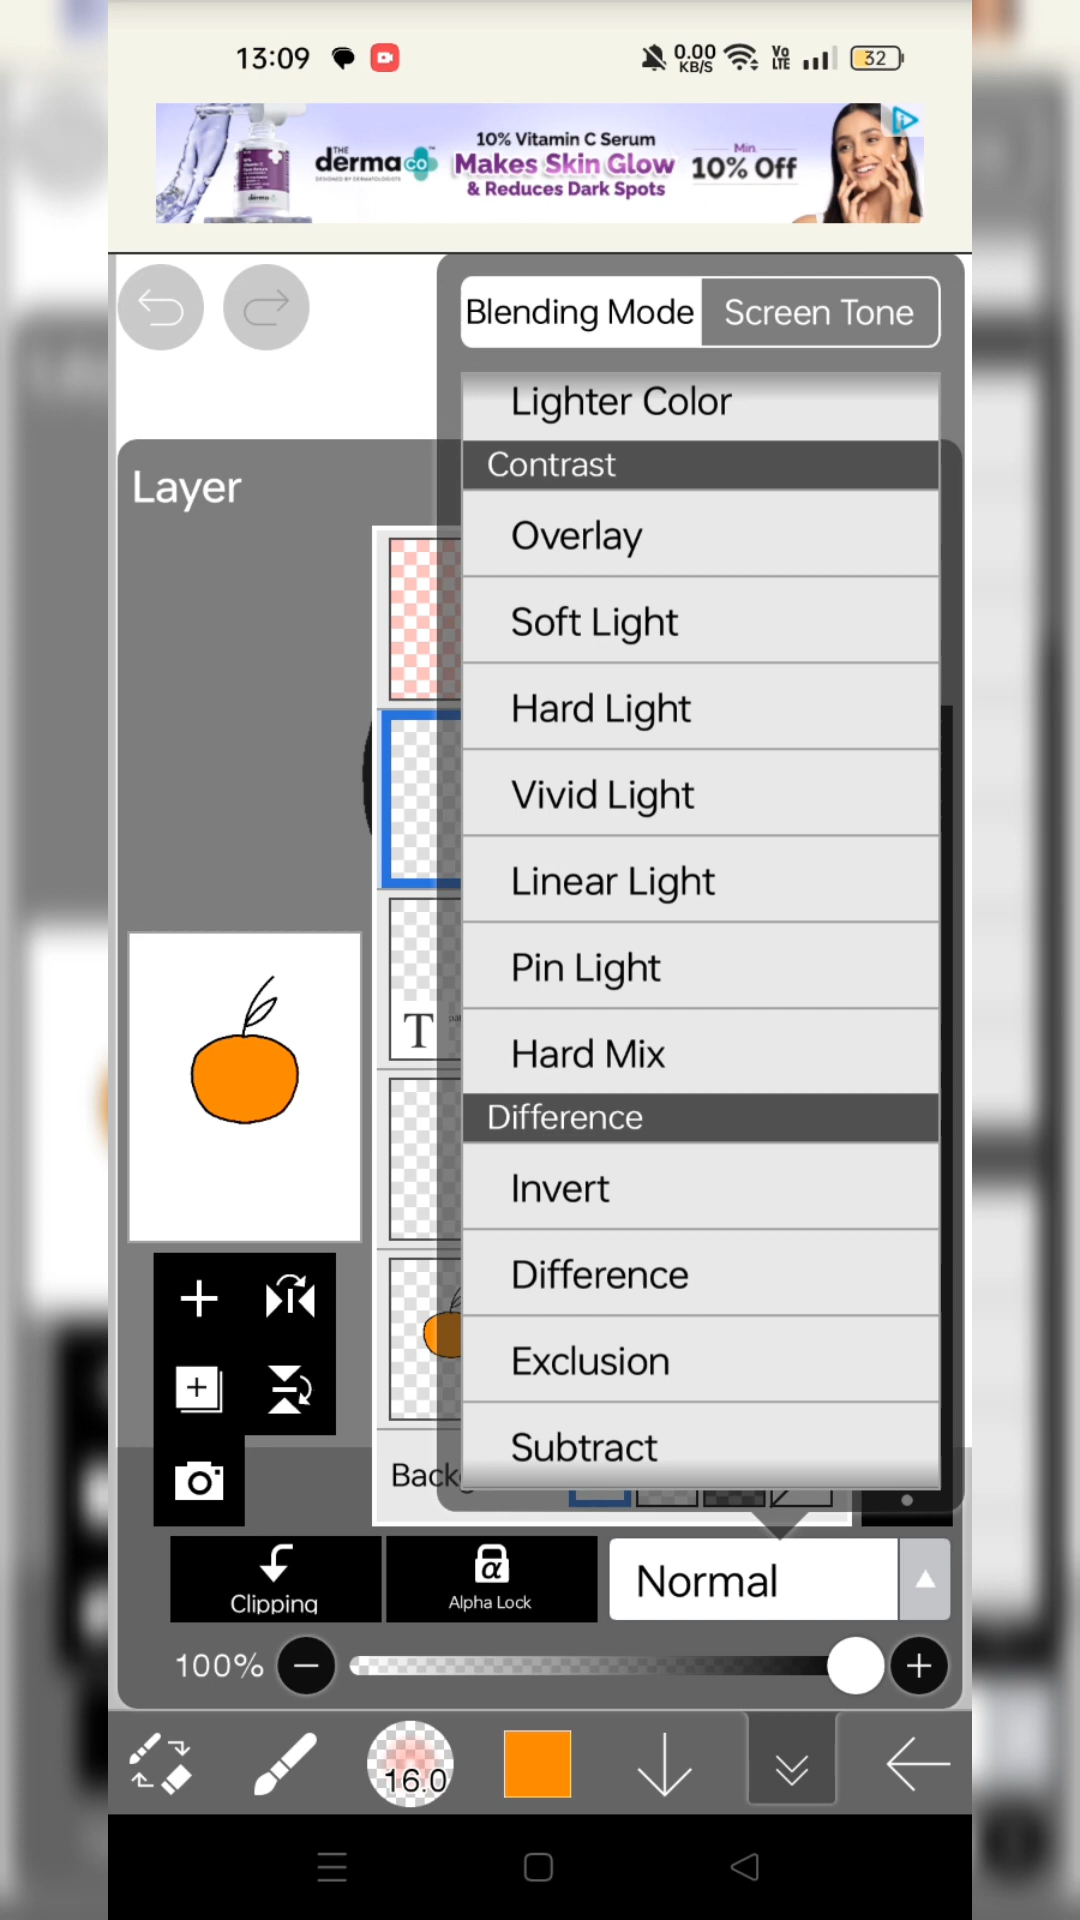 13:09
0.00
KB/S
Vo
LTE
32
THE
derma co
10% Vitamin C Serum
Makes Skin Glow
& Reduces Dark Spots
Min.
10% Off
Blending Mode
Screen Tone
Lighter Color
Contrast
Layer
Overlay
Soft Light
Hard Light
Vivid Light
Linear Light
Pin Light
T
Hard Mix
Difference
Invert
Difference
Exclusion
Subtract
Clipping
α
Alpha Lock
Normal
100%
16.0